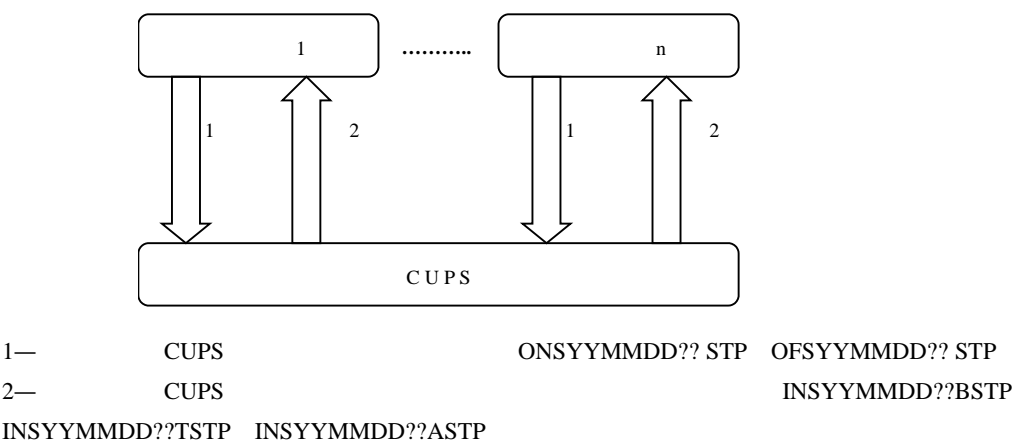 1 ……….. n
1 2 1 2
CUPS
1— CUPS ONSYYMMDD?? STP OFSYYMMDD?? STP
2— CUPS INSYYMMDD??BSTP
INSYYMMDD??TSTP INSYYMMDD??ASTP